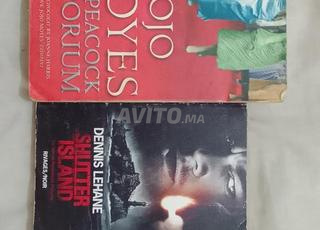 JOJO
MOYES
PEACOCK
EMPORIUM
AVITO.MA
DENNIS LEHANE
SHUTTER
ISLAND
RIVAGES/NOIR